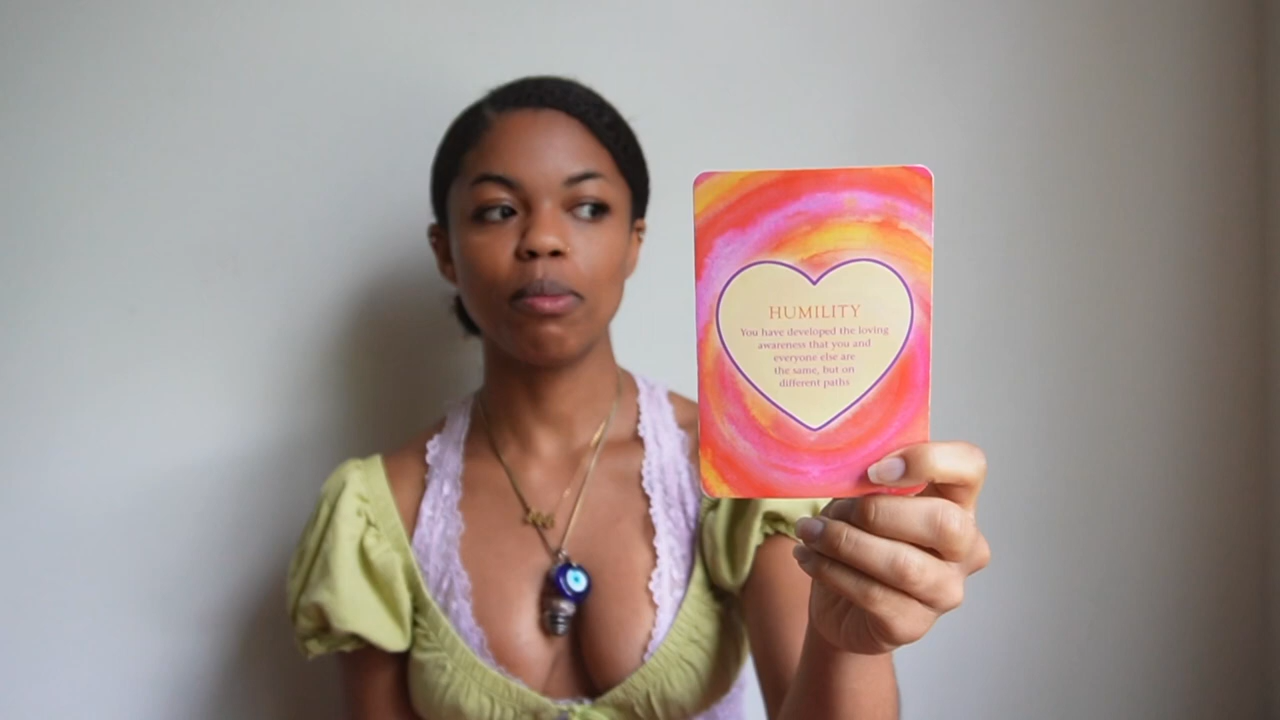 HUMILITY
You have developed the loving
awareness that you and
everyone else are
the same, but on
different paths